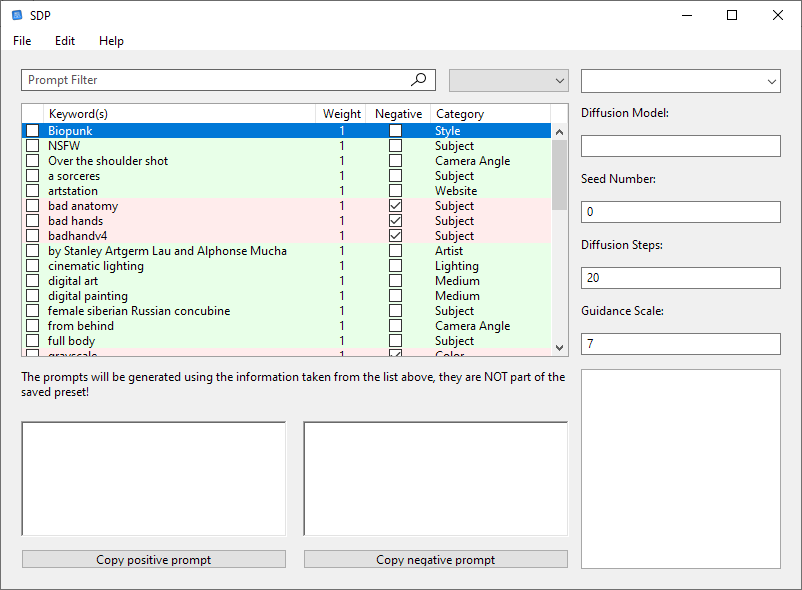 SDP
File Edit Help
Prompt Filter
Keyword(s) Weight Negative Category
Biopunk 1 Style
NSFW 1 Subject
Over the shoulder shot 1 Camera Angle
a sorceres 1 Subject
artstation 1 Website
bad anatomy 1 Subject
bad hands 1 Subject
badhandv4 1 Subject
by Stanley Artgerm Lau and Alphonse Mucha 1 Artist
cinematic lighting 1 Lighting
digital art 1 Medium
digital painting 1 Medium
female siberian Russian concubine 1 Subject
from behind 1 Camera Angle
full body 1 Subject
grayscale 1 Color
The prompts will be generated using the information taken from the list above, they are NOT part of the
saved preset!
Copy positive prompt
Copy negative prompt
Diffusion Model:
Seed Number:
0
Diffusion Steps:
20
Guidance Scale:
7